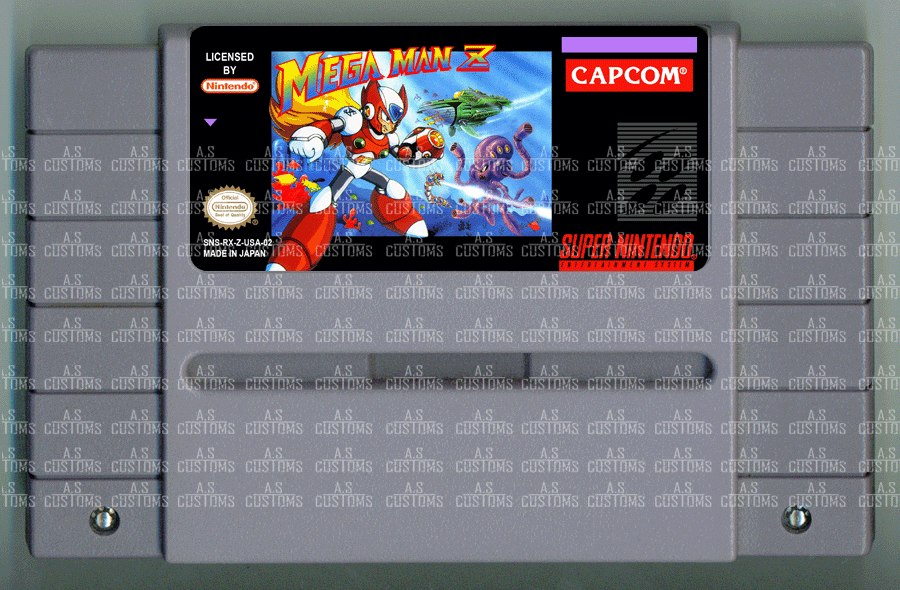 LICENSED
BY
Nintendo®
MEGA MAN Z
CAPCOM®
Official
Nintendo
Seal of Quality
SNS-RX-Z-USA-02
MADE IN JAPAN
SUPER NINTENDO
ENTERTAINMENT SYSTEM
A.S
CUSTOMS